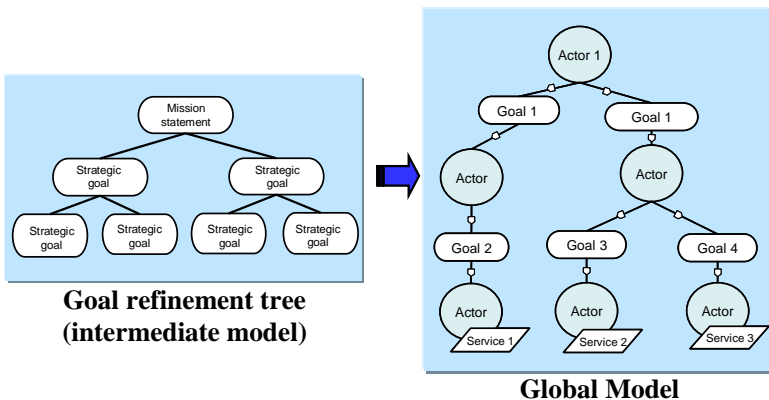 Mission
statement
Strategic
goal
Strategic
goal
Strategic
goal
Strategic
goal
Strategic
goal
Strategic
goal
Goal refinement tree
(intermediate model)
Actor 1
Goal 1
Goal 1
Actor
Actor
Goal 2
Goal 3
Goal 4
Actor
Actor
Actor
Service 1
Service 2
Service 3
Global Model